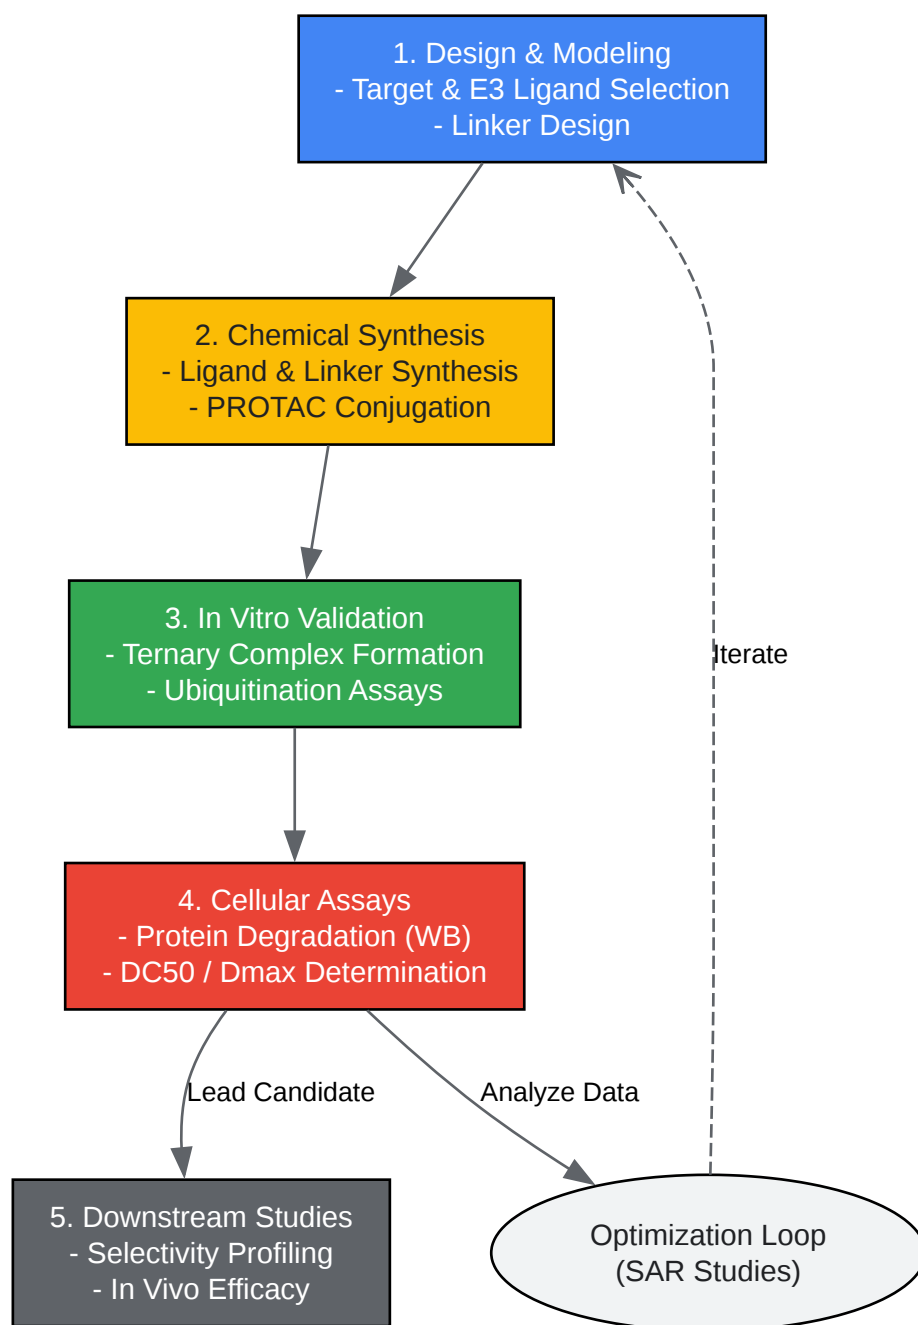 1. Design & Modeling
- Target & E3 Ligand Selection
- Linker Design
2. Chemical Synthesis
- Ligand & Linker Synthesis
- PROTAC Conjugation
3. In Vitro Validation
- Ternary Complex Formation
- Ubiquitination Assays
Iterate
4. Cellular Assays
- Protein Degradation (WB)
- DC50 / Dmax Determination
Lead Candidate
Analyze Data
5. Downstream Studies
- Selectivity Profiling
- In Vivo Efficacy
Optimization Loop
(SAR Studies)